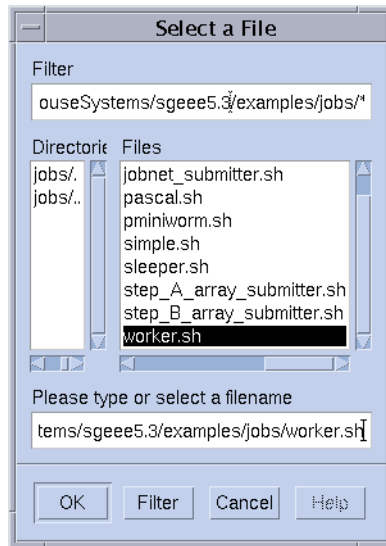 Select a File
Filter
ouseSystems/sgeee5.3/examples/jobs/*
Directorie Files
jobs/. jobnet_submitter.sh
jobs/.. pascal.sh
pminiworm.sh
simple.sh
sleeper.sh
step_A_array_submitter.sh
step_B_array_submitter.sh
worker.sh
Please type or select a filename
tems/sgeee5.3/examples/jobs/worker.sh
OK Filter Cancel Help